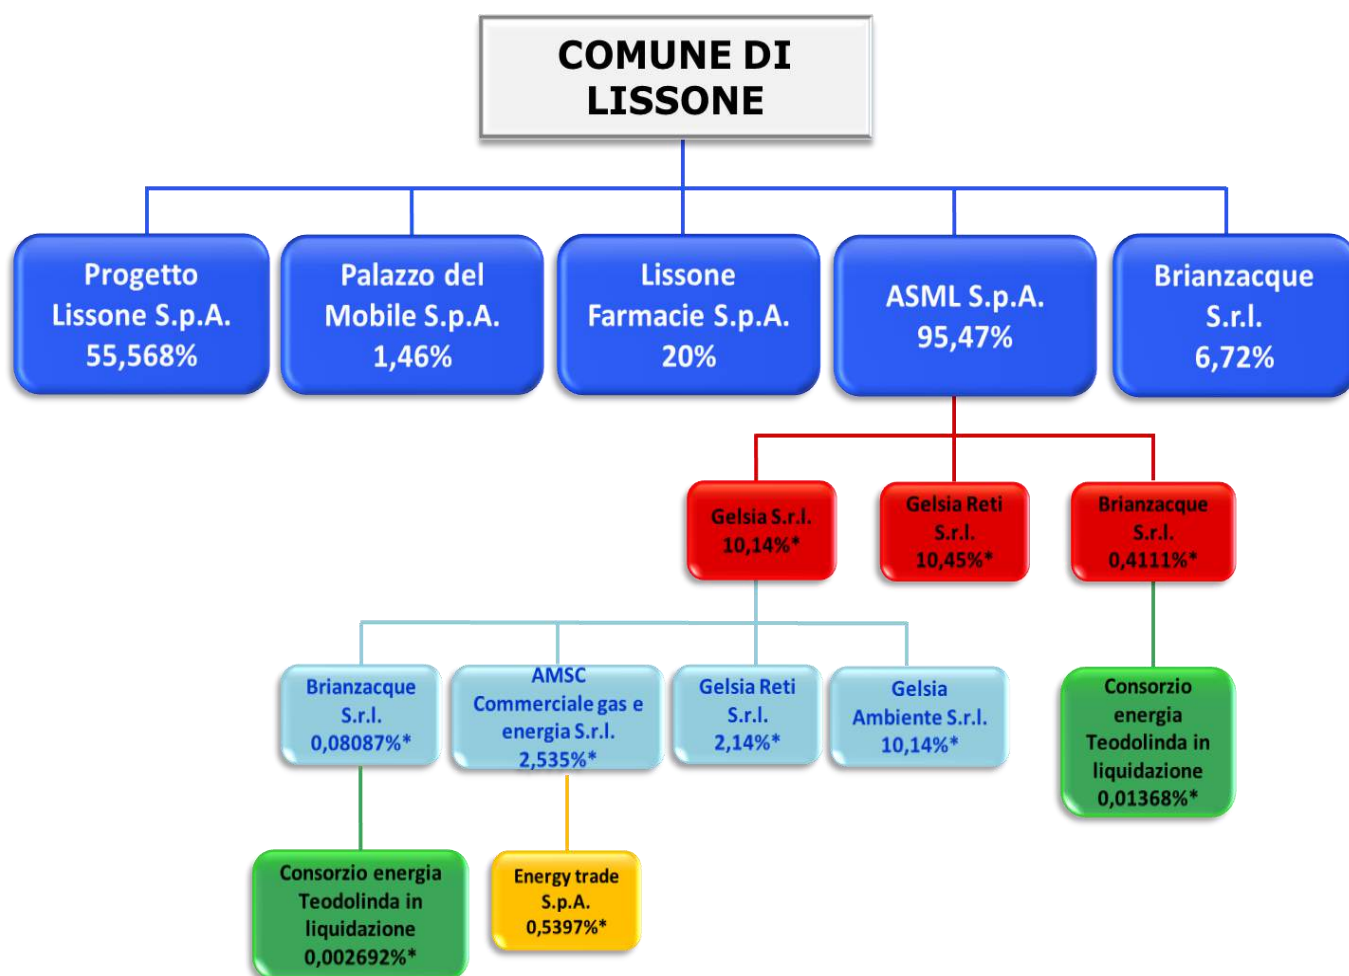 COMUNE DI
LISSONE
Progetto
Lissone S.p.A.
55,568%
Palazzo del
Mobile S.p.A.
1,46%
Lissone
Farmacie S.p.A.
20%
ASML S.p.A.
95,47%
Brianzacque
S.r.l.
6,72%
Gelsia S.r.l.
10,14%*
Gelsia Reti
S.r.l.
10,45%*
Brianzacque
S.r.l.
0,4111%*
Brianzacque
S.r.l.
0,08087%*
AMSC
Commerciale gas e
energia S.r.l.
2,535%*
Gelsia Reti
S.r.l.
2,14%*
Gelsia
Ambiente S.r.l.
10,14%*
Consorzio
energia
Teodolinda in
liquidazione
0,01368%*
Consorzio energia
Teodolinda in
liquidazione
0,002692%*
Energy trade
S.p.A.
0,5397%*